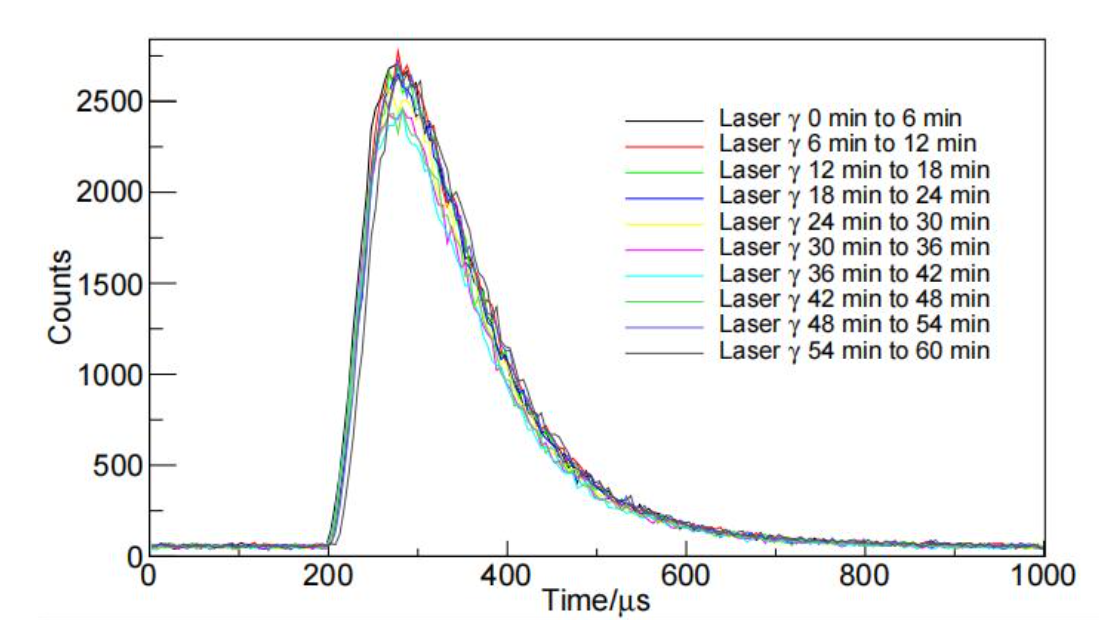 2500
2000
1500
1000
500
0
Counts
Laser γ 0 min to 6 min
Laser γ 6 min to 12 min
Laser γ 12 min to 18 min
Laser γ 18 min to 24 min
Laser γ 24 min to 30 min
Laser γ 30 min to 36 min
Laser γ 36 min to 42 min
Laser γ 42 min to 48 min
Laser γ 48 min to 54 min
Laser γ 54 min to 60 min
0 200 400 600 800 1000
Time/μs